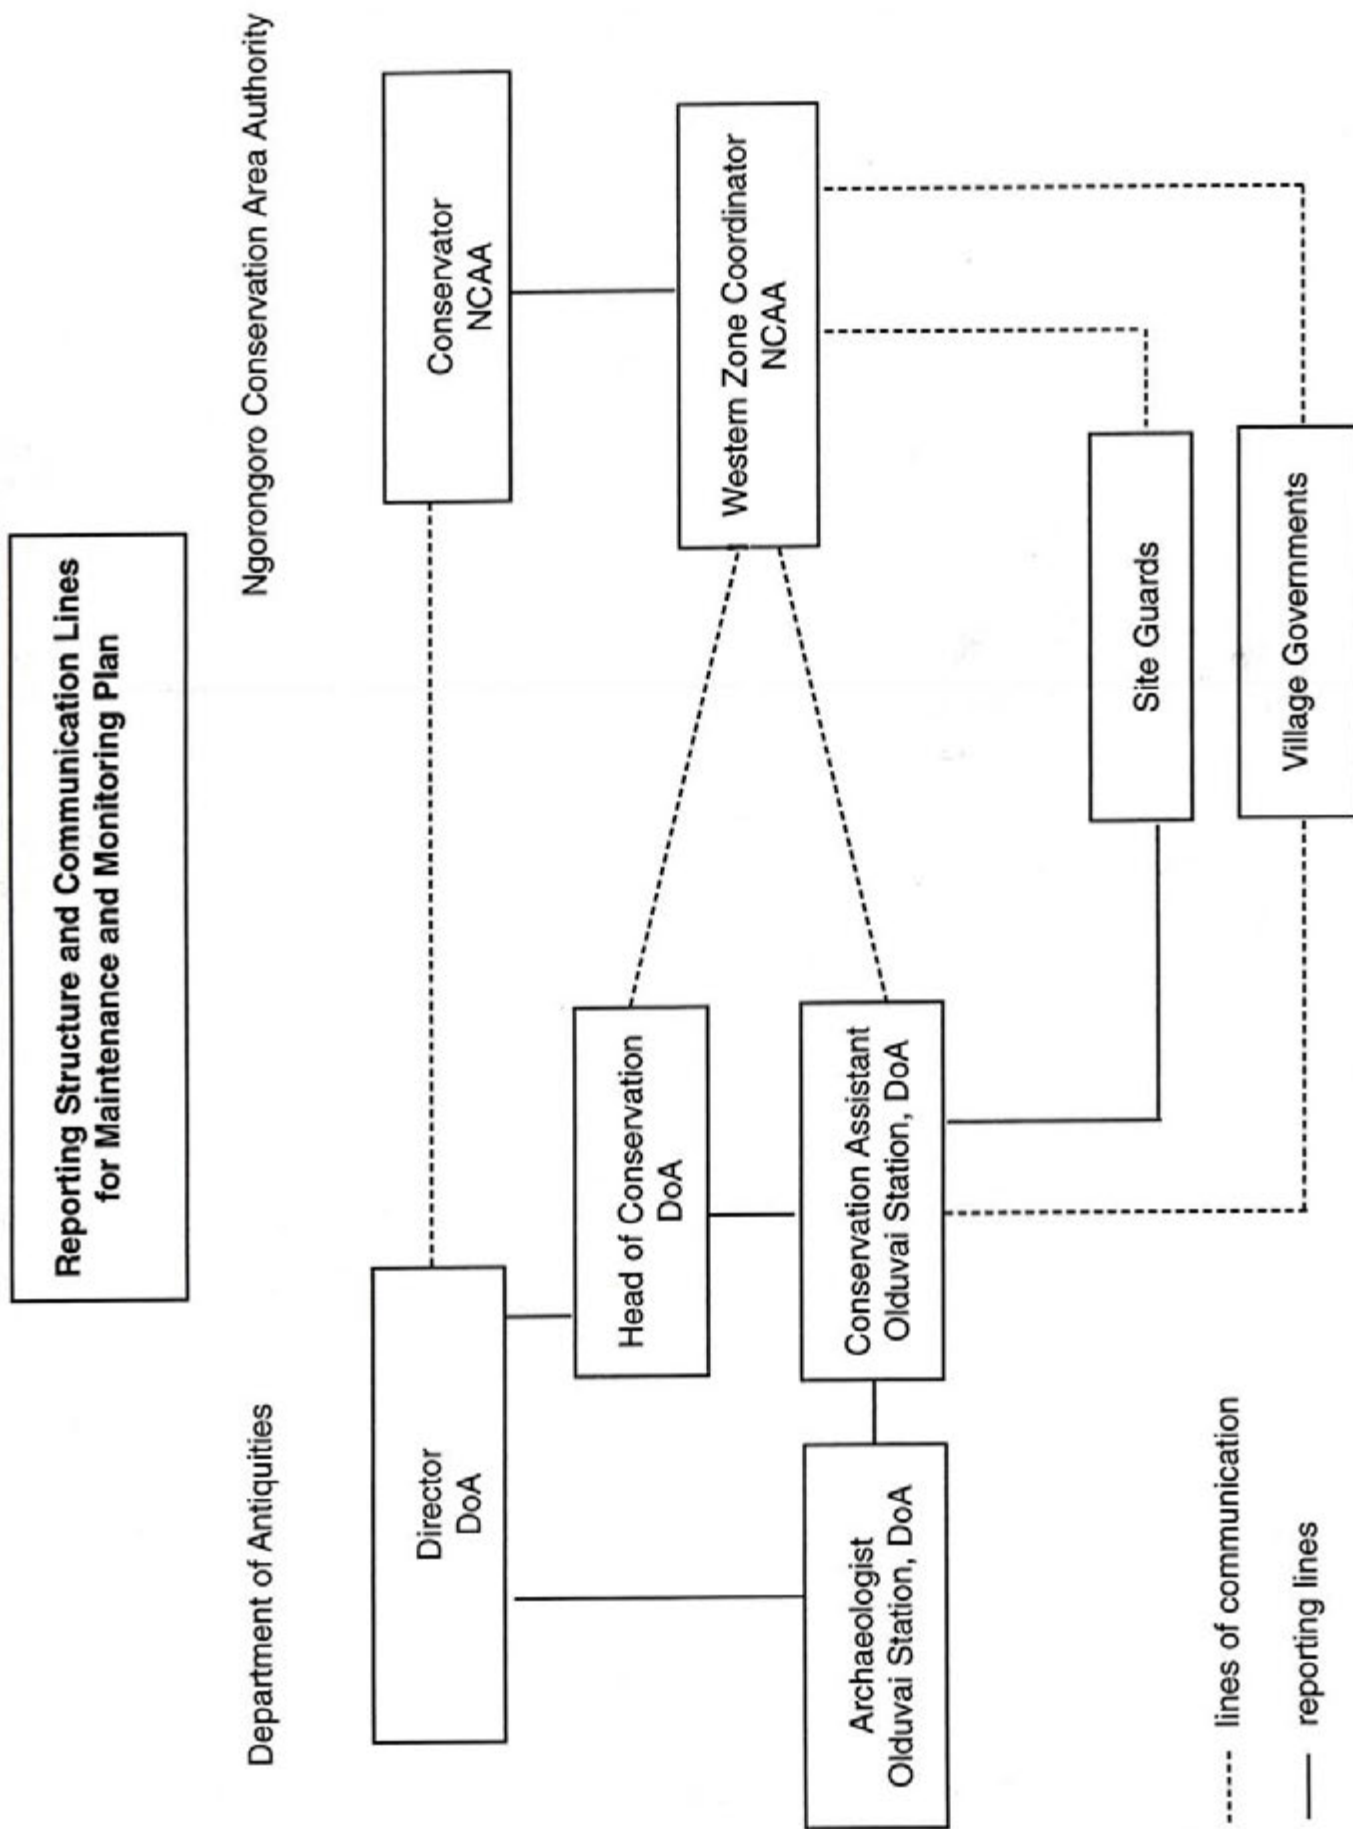 Reporting Structure and Communication Lines
for Maintenance and Monitoring Plan
Department of Antiquities
Ngorongoro Conservation Area Authority
Director
DoA
Conservator
NCAA
Head of Conservation
DoA
Western Zone Coordinator
NCAA
Archaeologist
Olduvai Station, DoA
Conservation Assistant
Olduvai Station, DoA
Site Guards
Village Governments
lines of communication
reporting lines